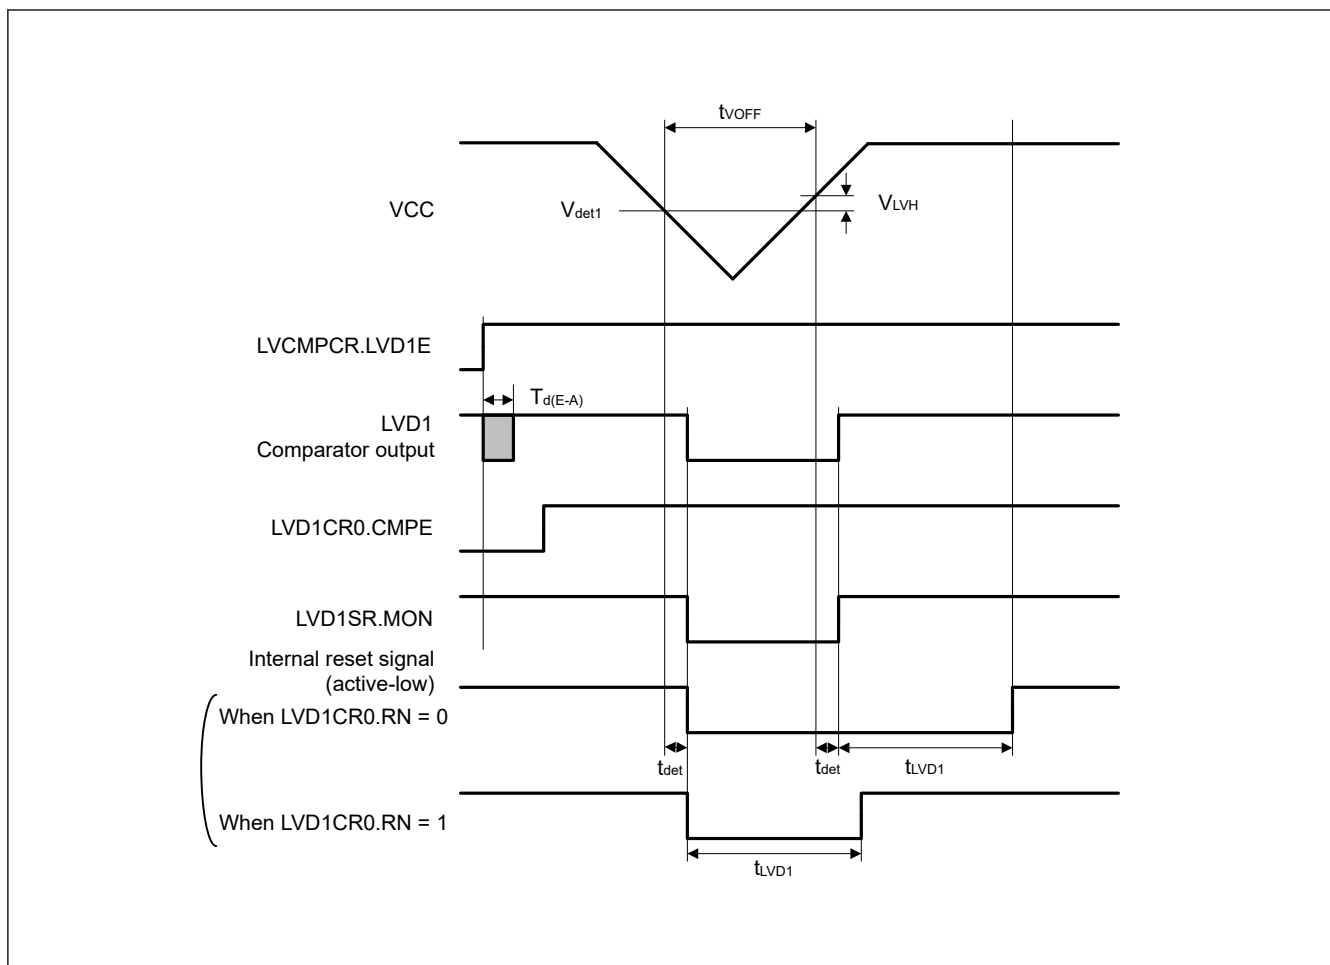 tVOFF
VCC
Vdet1
VLVH
LVCMPCR.LVD1E
Td(E-A)
LVD1
Comparator output
LVD1CR0.CMPE
LVD1SR.MON
Internal reset signal
(active-low)
When LVD1CR0.RN = 0
tdet
tdet
tLVD1
When LVD1CR0.RN = 1
tLVD1